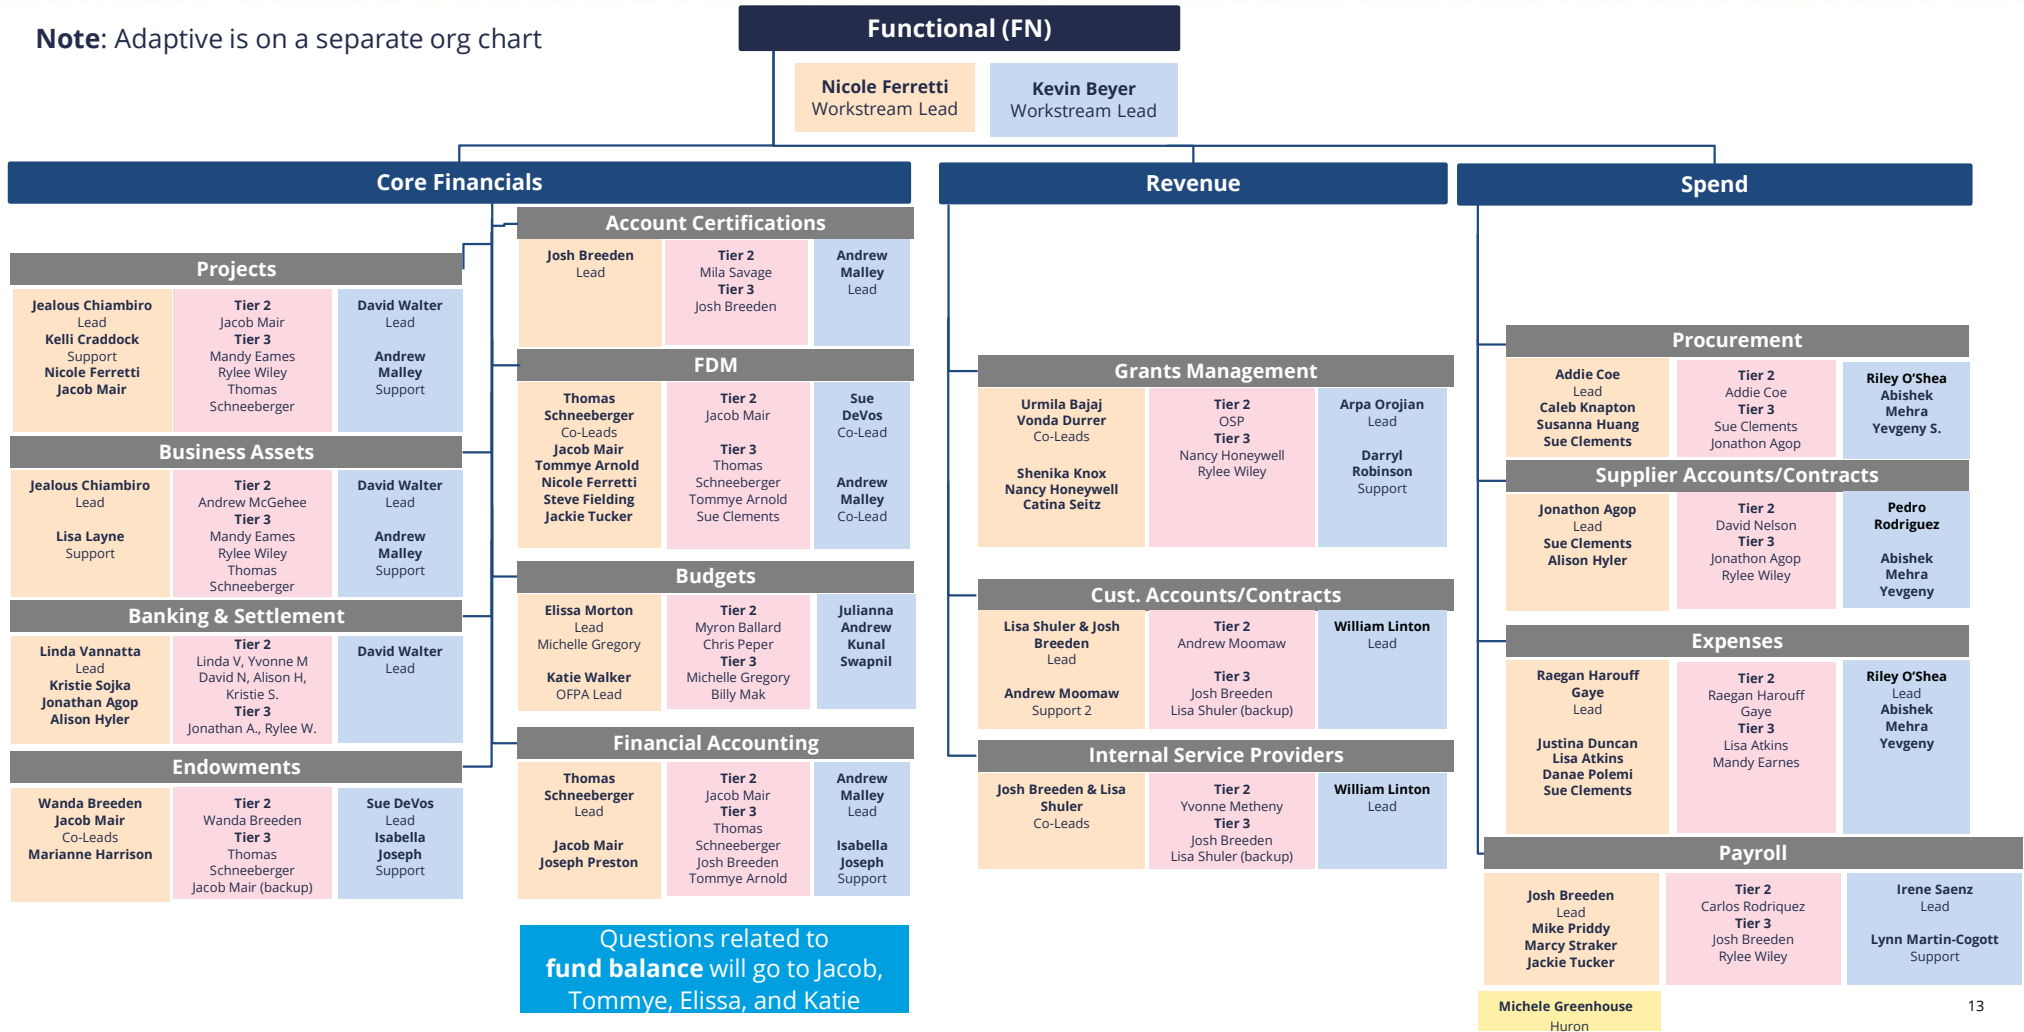 Note: Adaptive is on a separate org chart
Functional (FN)
Nicole Ferretti
Workstream Lead
Kevin Beyer
Workstream Lead
Core Financials
Projects
Jealous Chiambiro
Lead
Kelli Craddock
Support
Nicole Ferretti
Jacob Mair
Tier 2
Jacob Mair
Tier 3
Mandy Eames
Rylee Wiley
Thomas
Schneeberger
David Walter
Lead
Andrew
Malley
Support
Business Assets
Jealous Chiambiro
Lead
Lisa Layne
Support
Tier 2
Andrew McGehee
Tier 3
Mandy Eames
Rylee Wiley
Thomas
Schneeberger
David Walter
Lead
Andrew
Malley
Support
Banking & Settlement
Linda Vannatta
Lead
Kristie Sojka
Jonathan Agop
Alison Hyler
Tier 2
Linda V, Yvonne M
David N, Alison H,
Kristie S.
Tier 3
Jonathan A., Rylee W.
David Walter
Lead
Endowments
Wanda Breeden
Jacob Mair
Co-Leads
Marianne Harrison
Tier 2
Wanda Breeden
Tier 3
Thomas
Schneeberger
Jacob Mair (backup)
Sue DeVos
Lead
Isabella
Joseph
Support
Account Certifications
Josh Breeden
Lead
Tier 2
Mila Savage
Tier 3
Josh Breeden
Andrew
Malley
Lead
FDM
Thomas
Schneeberger
Co-Leads
Jacob Mair
Tommye Arnold
Nicole Ferretti
Steve Fielding
Jackie Tucker
Tier 2
Jacob Mair
Tier 3
Thomas
Schneeberger
Tommye Arnold
Sue Clements
Sue
DeVos
Co-Lead
Andrew
Malley
Co-Lead
Budgets
Elissa Morton
Lead
Michelle Gregory
Katie Walker
OFPA Lead
Tier 2
Myron Ballard
Chris Peper
Tier 3
Michelle Gregory
Billy Mak
Julianna
Andrew
Kunal
Swapnil
Financial Accounting
Thomas
Schneeberger
Lead
Jacob Mair
Joseph Preston
Tier 2
Jacob Mair
Tier 3
Thomas
Schneeberger
Josh Breeden
Tommye Arnold
Andrew
Malley
Lead
Isabella
Joseph
Support
Questions related to
fund balance will go to Jacob,
Tommye, Elissa, and Katie
Revenue
Grants Management
Urmila Bajaj
Vonda Durrer
Co-Leads
Shenika Knox
Nancy Honeywell
Catina Seitz
Tier 2
OSP
Tier 3
Nancy Honeywell
Rylee Wiley
Arpa Orojian
Lead
Darryl
Robinson
Support
Cust. Accounts/Contracts
Lisa Shuler & Josh
Breeden
Lead
Andrew Moomaw
Support 2
Tier 2
Andrew Moomaw
Tier 3
Josh Breeden
Lisa Shuler (backup)
William Linton
Lead
Internal Service Providers
Josh Breeden & Lisa
Shuler
Co-Leads
Tier 2
Yvonne Metheny
Tier 3
Josh Breeden
Lisa Shuler (backup)
William Linton
Lead
Spend
Procurement
Addie Coe
Lead
Caleb Knapton
Susanna Huang
Sue Clements
Tier 2
Addie Coe
Tier 3
Sue Clements
Jonathon Agop
Riley O’Shea
Abishek
Mehra
Yevgeny S.
Supplier Accounts/Contracts
Jonathon Agop
Lead
Sue Clements
Alison Hyler
Tier 2
David Nelson
Tier 3
Jonathon Agop
Rylee Wiley
Pedro
Rodriguez
Abishek
Mehra
Yevgeny
Expenses
Raegan Harouff
Gaye
Lead
Justina Duncan
Lisa Atkins
Danae Polemi
Sue Clements
Tier 2
Raegan Harouff
Gaye
Tier 3
Lisa Atkins
Mandy Earnes
Riley O’Shea
Lead
Abishek
Mehra
Yevgeny
Payroll
Josh Breeden
Lead
Mike Priddy
Marcy Straker
Jackie Tucker
Tier 2
Carlos Rodriquez
Tier 3
Josh Breeden
Rylee Wiley
Irene Saenz
Lead
Lynn Martin-Cogott
Support
Michele Greenhouse
Huron
13